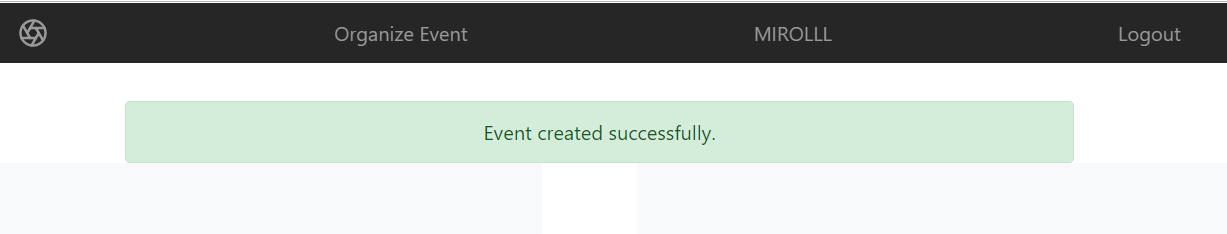 Organize Event
MIROLLL
Logout
Event created successfully.